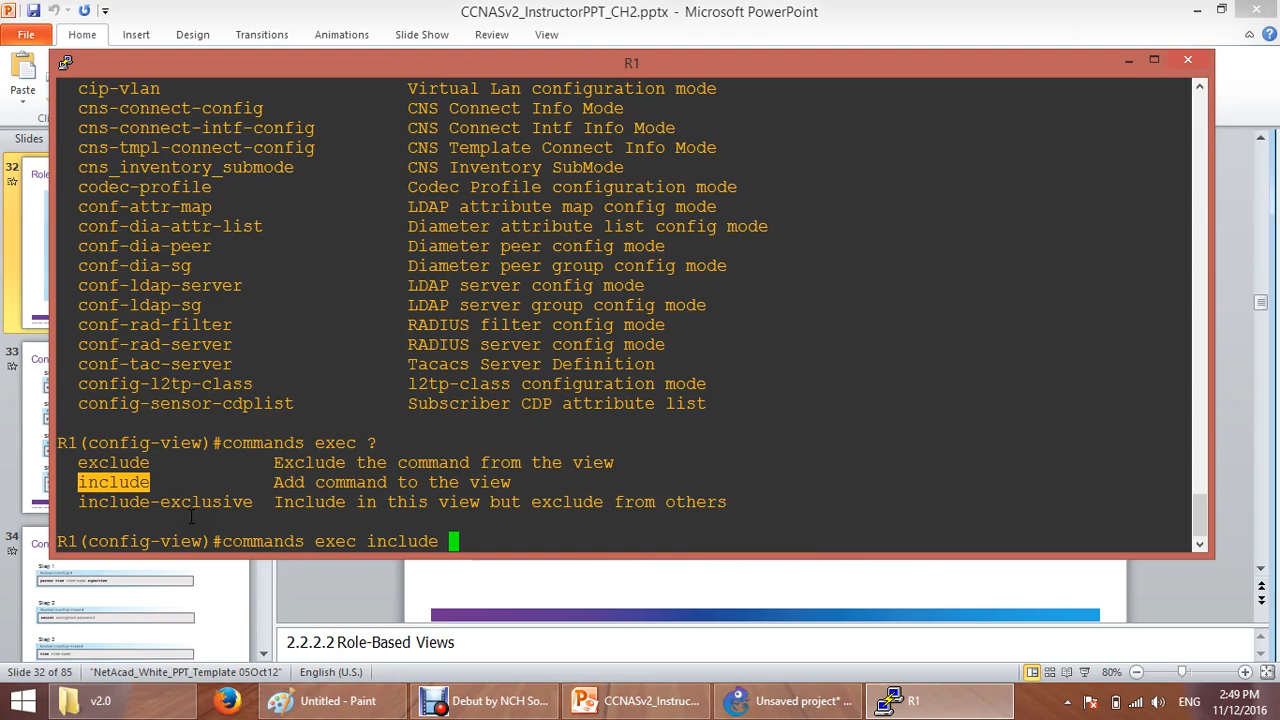 CCNASv2_InstructorPPT_CH2.pptx - Microsoft PowerPoint
File Home Insert Design Transitions Animations Slide Show Review View
Paste
Slides
R1
cip-vlan Virtual Lan configuration mode
cns-connect-config CNS Connect Info Mode
cns-connect-intf-config CNS Connect Intf Info Mode
cns-tmpl-connect-config CNS Template Connect Info Mode
cns_inventory_submode CNS Inventory SubMode
codec-profile Codec Profile configuration mode
conf-attr-map LDAP attribute map config mode
conf-dia-attr-list Diameter attribute list config mode
conf-dia-peer Diameter peer config mode
conf-dia-sg Diameter peer group config mode
conf-ldap-server LDAP server config mode
conf-ldap-sg LDAP server group config mode
conf-rad-filter RADIUS filter config mode
conf-rad-server RADIUS server config mode
conf-tac-server Tacacs Server Definition
config-l2tp-class l2tp-class configuration mode
config-sensor-cdplist Subscriber CDP attribute list
R1(config-view)#commands exec ?
exclude Exclude the command from the view
include Add command to the view
include-exclusive Include in this view but exclude from others
R1(config-view)#commands exec include
32
33
34
Step 1
Step 2
Step 3
2.2.2.2 Role-Based Views
Slide 32 of 85 "NetAcad_White_PPT_Template 05Oct12" English (U.S.) 80%
v2.0 Untitled - Paint Debut by NCH So... CCNASv2_Instruc... Unsaved project* ... R1 ENG 2:49 PM
11/12/2016